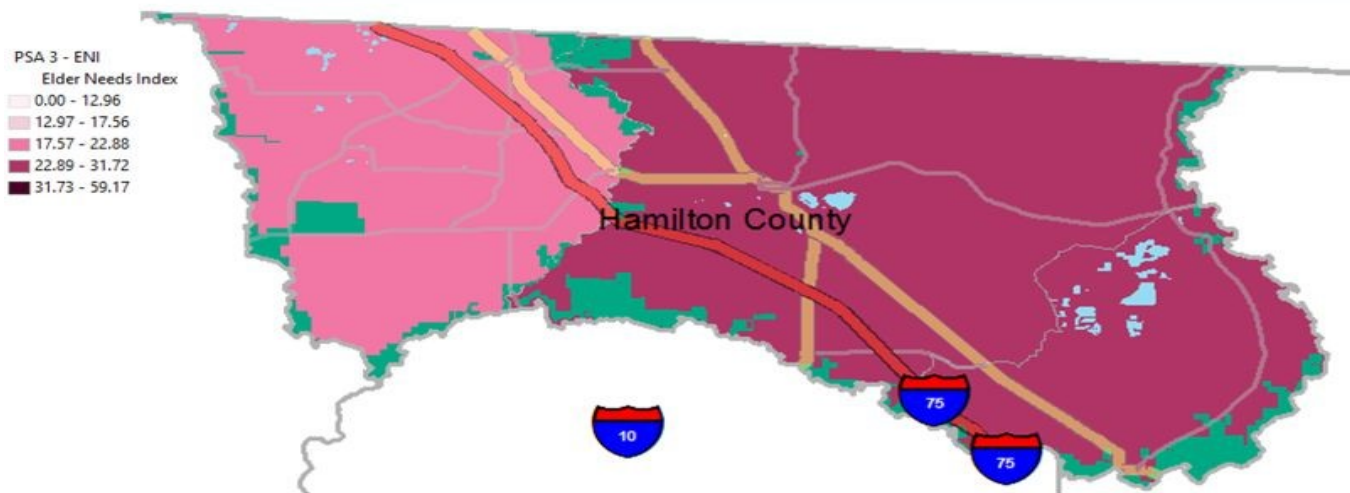 PSA 3 - ENI
Elder Needs Index
0.00 - 12.96
12.97 - 17.56
17.57 - 22.88
22.89 - 31.72
31.73 - 59.17
Hamilton County
75
10
75